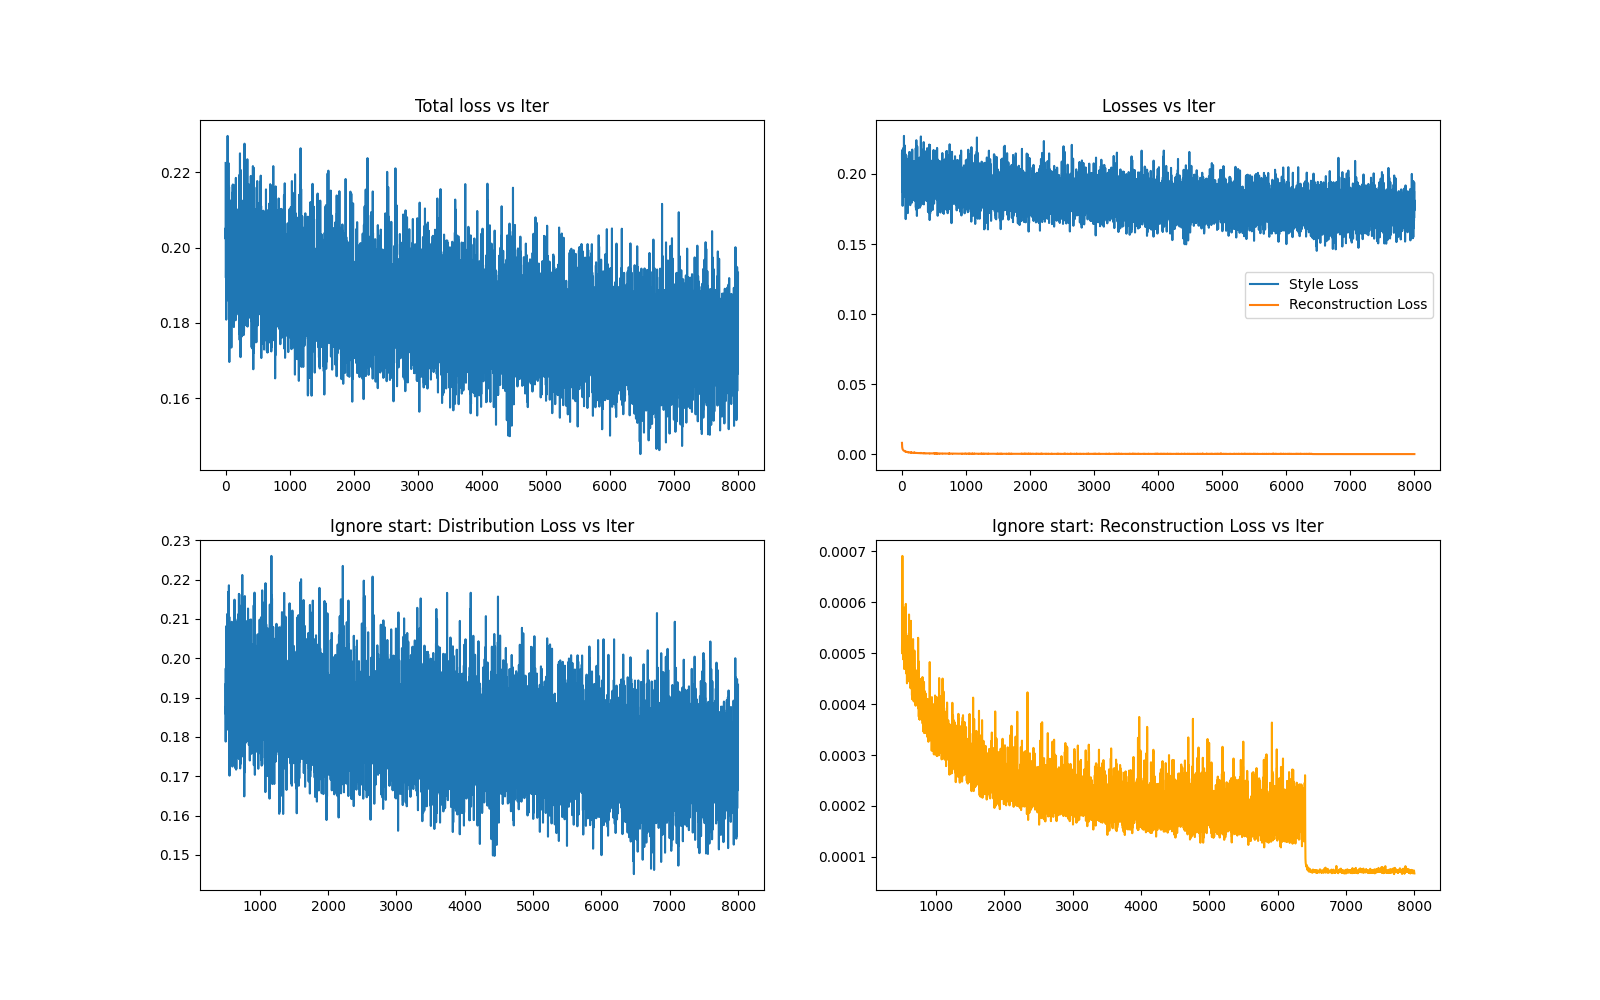 Total loss vs Iter
0.22
0.20
0.18
0.16
0 1000 2000 3000 4000 5000 6000 7000 8000
Losses vs Iter
0.20
0.15
0.10
0.05
0.00
Style Loss
Reconstruction Loss
0 1000 2000 3000 4000 5000 6000 7000 8000
Ignore start: Distribution Loss vs Iter
0.23
0.22
0.21
0.20
0.19
0.18
0.17
0.16
0.15
1000 2000 3000 4000 5000 6000 7000 8000
Ignore start: Reconstruction Loss vs Iter
0.0007
0.0006
0.0005
0.0004
0.0003
0.0002
0.0001
1000 2000 3000 4000 5000 6000 7000 8000